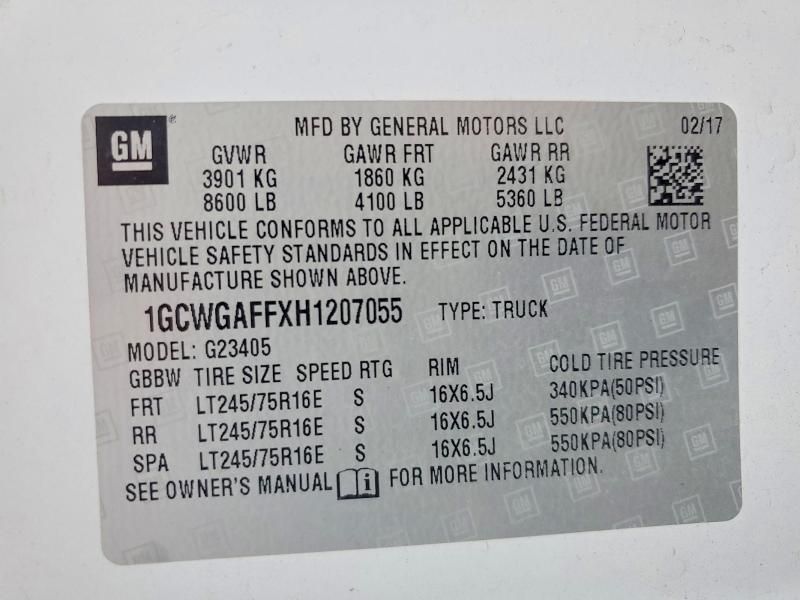 GM ®
MFD BY GENERAL MOTORS LLC 02/17
GVWR GAWR FRT GAWR RR
3901 KG 1860 KG 2431 KG
8600 LB 4100 LB 5360 LB
THIS VEHICLE CONFORMS TO ALL APPLICABLE U.S. FEDERAL MOTOR
VEHICLE SAFETY STANDARDS IN EFFECT ON THE DATE OF
MANUFACTURE SHOWN ABOVE.
1GCWGAFFXH1207055 TYPE: TRUCK
MODEL: G23405
GBBW TIRE SIZE SPEED RTG RIM COLD TIRE PRESSURE
FRT LT245/75R16E S 16X6.5J 340KPA(50PSI)
RR LT245/75R16E S 16X6.5J 550KPA(80PSI)
SPA LT245/75R16E S 16X6.5J 550KPA(80PSI)
SEE OWNER'S MANUAL i FOR MORE INFORMATION.